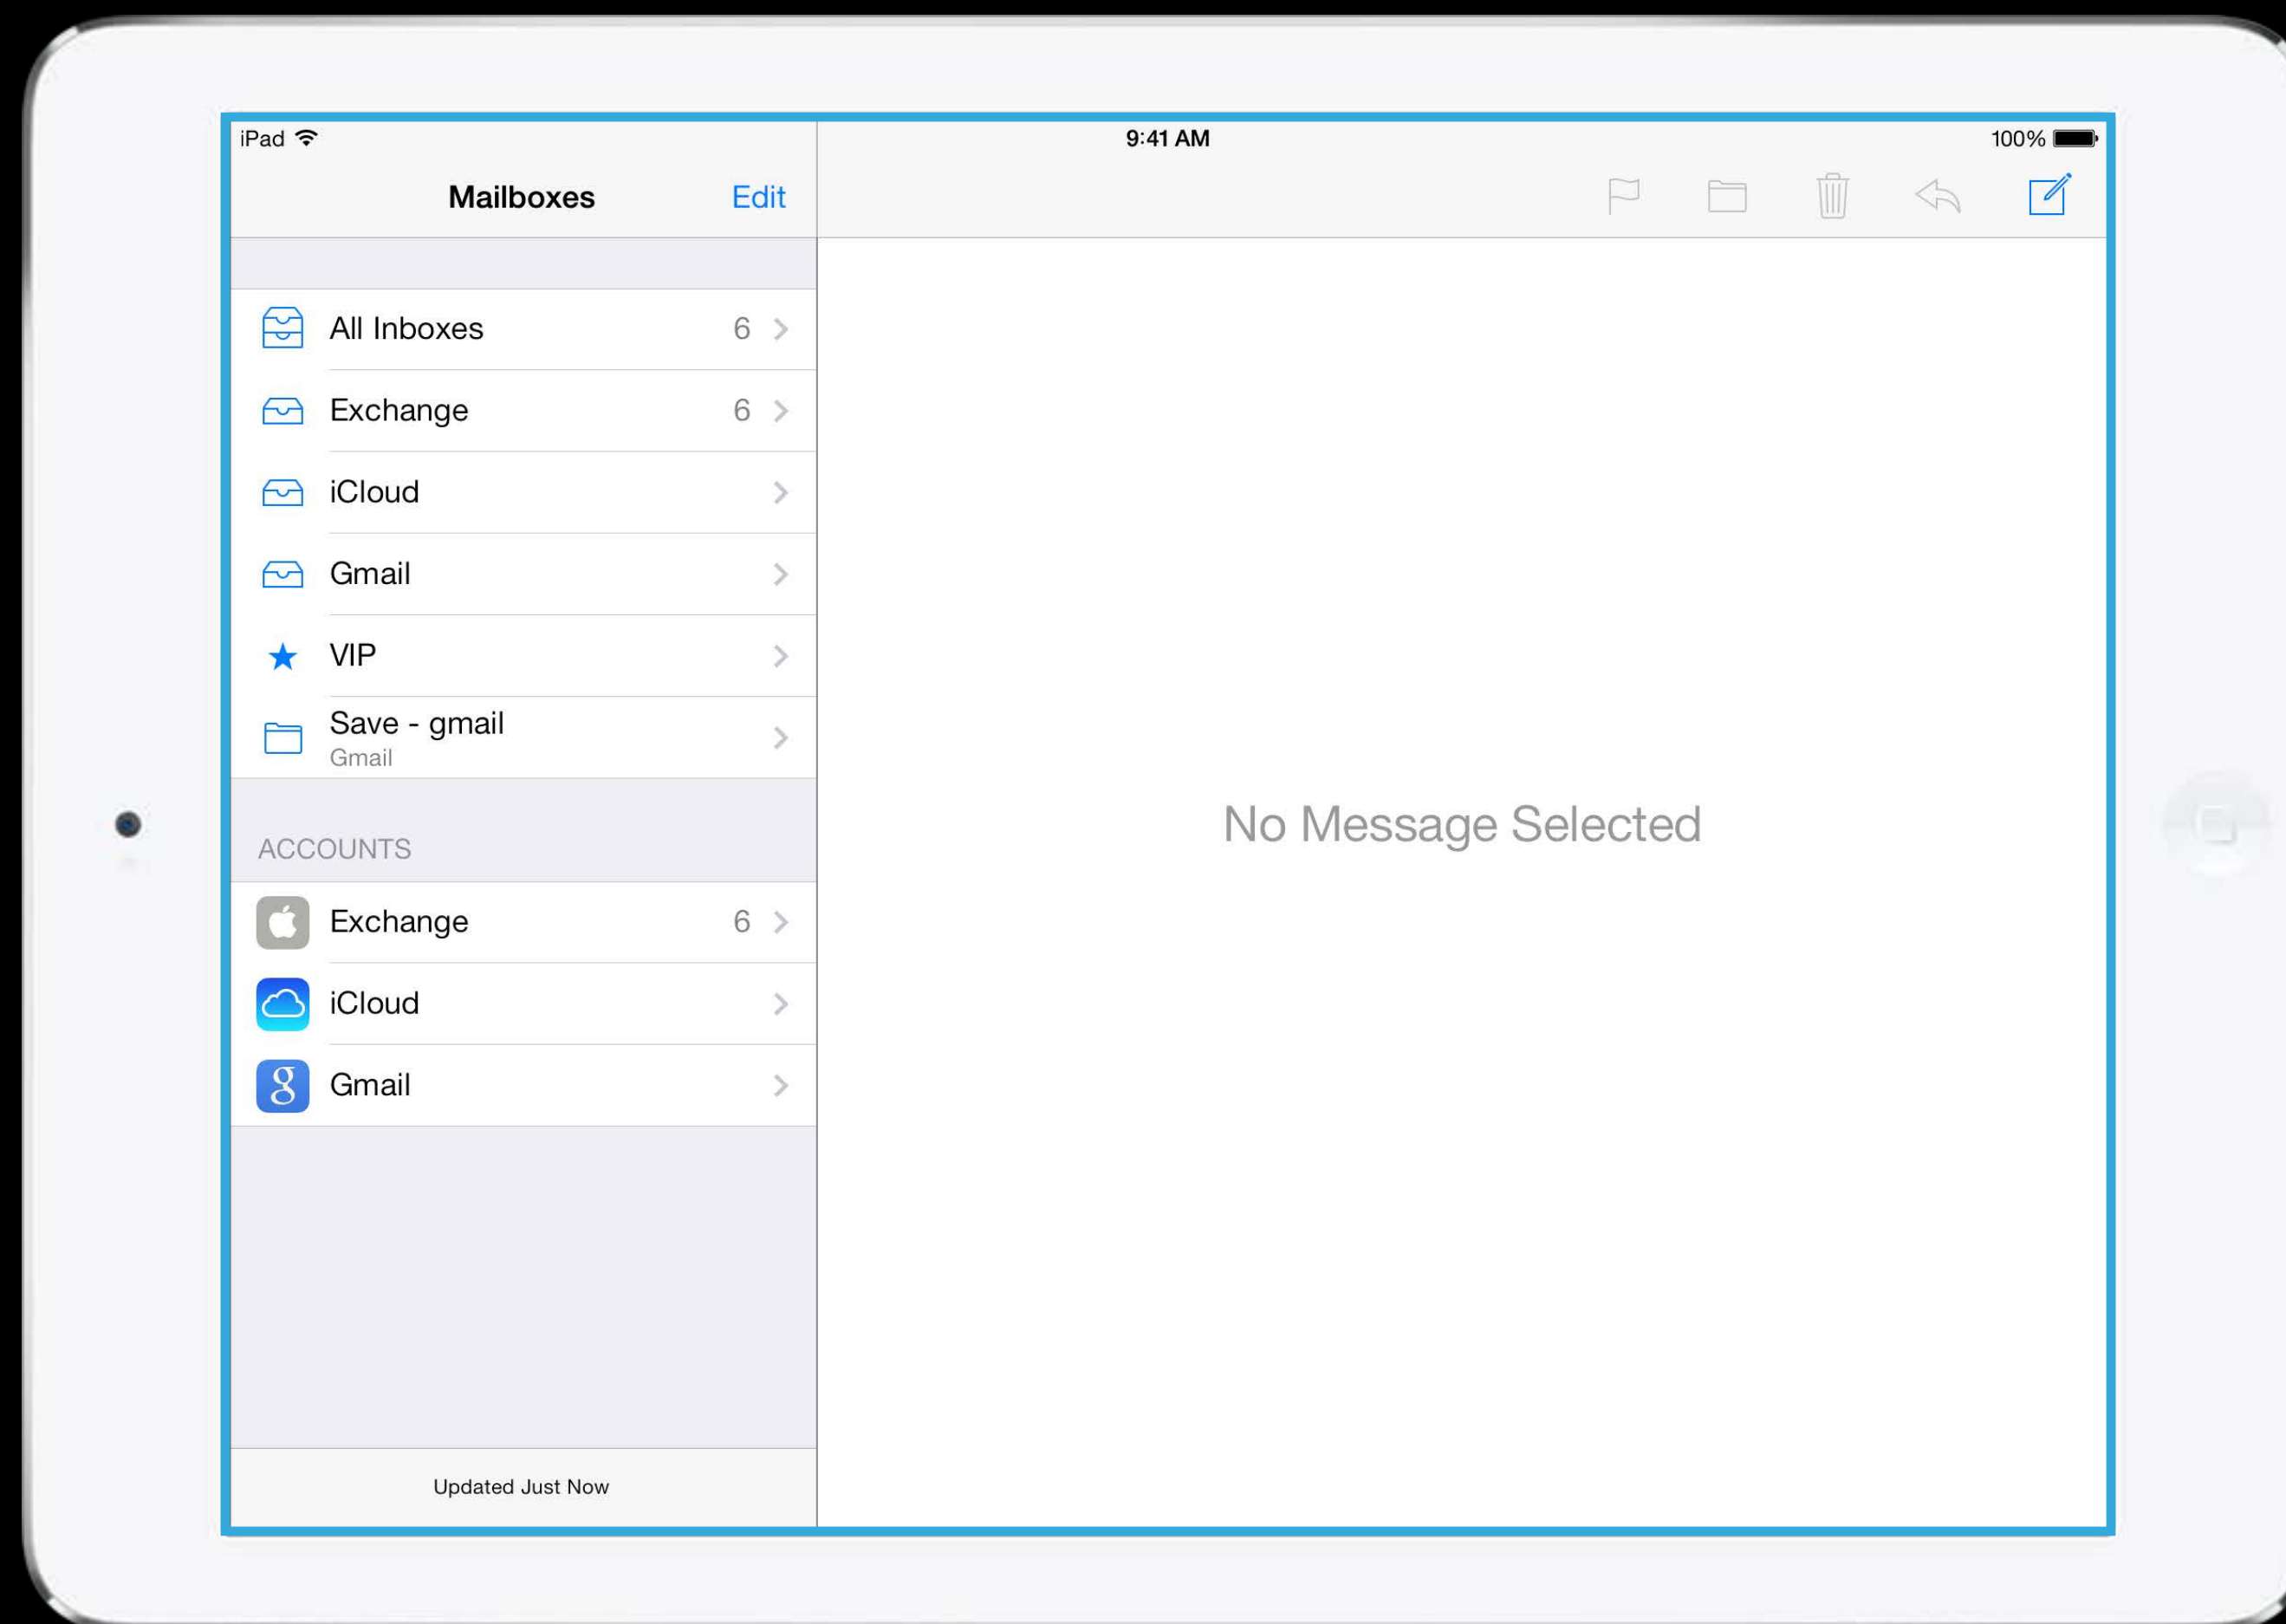 iPad 9:41 AM 100%
Mailboxes Edit
All Inboxes 6
Exchange 6
iCloud
Gmail
VIP
Save - gmail
Gmail
No Message Selected
ACCOUNTS
Exchange 6
iCloud
g Gmail
Updated Just Now